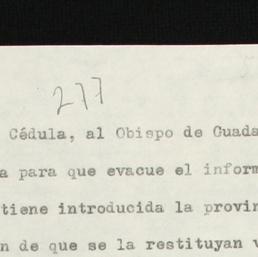 277
Cédula, al Obispo de Guada
a para que evacue el inform
tiene introducida la provin
n de que se la restituyan v